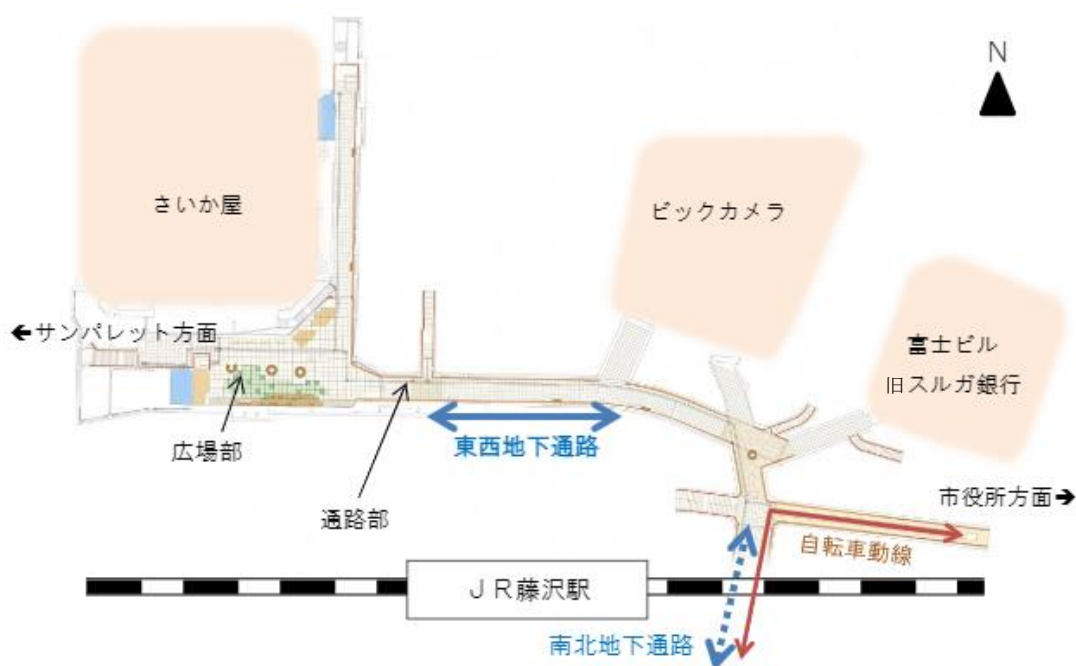 N
さいか屋
ビックカメラ
←サンパレット方面
富士ビル
旧スルガ銀行
広場部
東西地下通路
通路部
市役所方面→
自転車動線
ＪＲ藤沢駅
南北地下通路